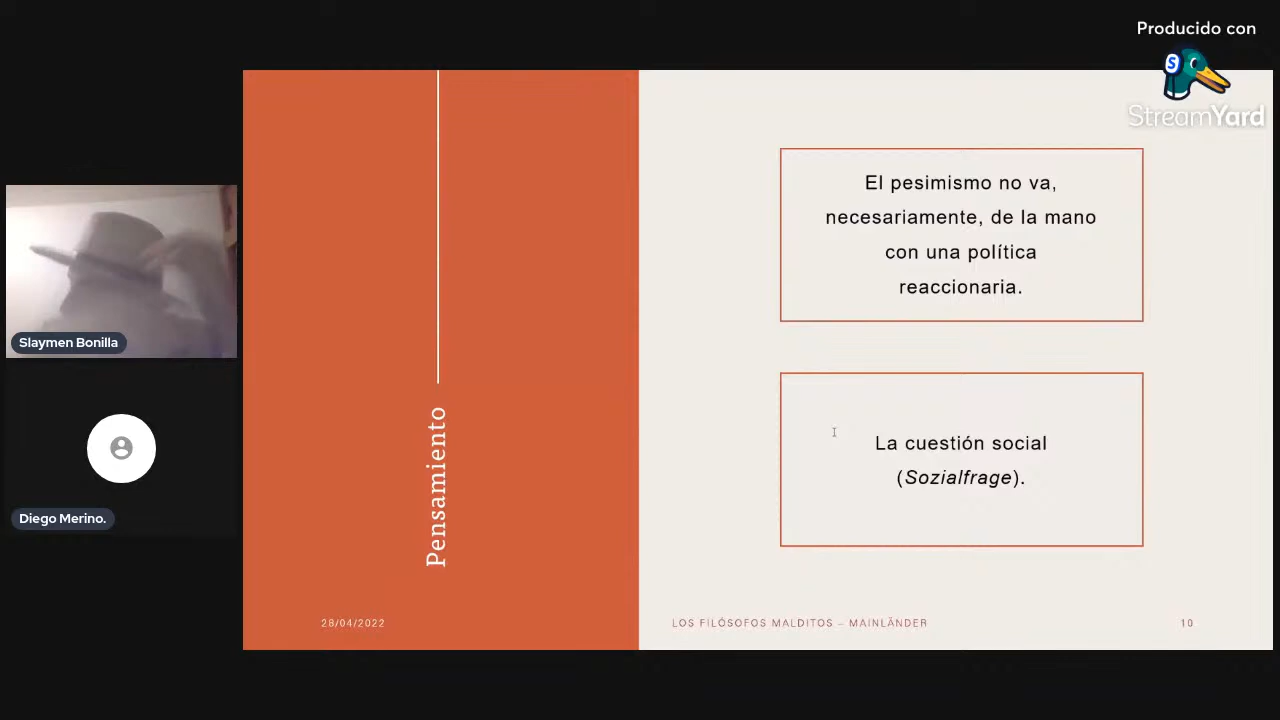 Producido con
StreamYard
El pesimismo no va,
necesariamente, de la mano
con una política
reaccionaria.
Slaymen Bonilla
La cuestión social
(Sozialfrage).
Pensamiento
Diego Merino.
28/04/2022
LOS FILÓSOFOS MALDITOS – MAINLÄNDER
10